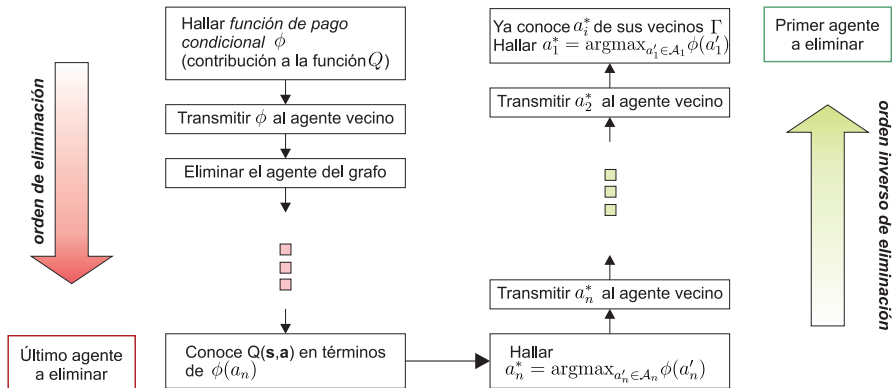 orden de eliminación
Último agente
a eliminar
Hallar función de pago
condicional ϕ
(contribución a la función Q)
Transmitir ϕ al agente vecino
Eliminar el agente del grafo
Conoce Q(s,a) en términos
de ϕ(a_n)
Hallar
a_n^* = argmax_{a'_n∈𝒜_n} ϕ(a'_n)
Transmitir a_n^* al agente vecino
Transmitir a_2^* al agente vecino
Ya conoce a_i^* de sus vecinos Γ
Hallar a_1^* = argmax_{a'_1∈𝒜_1} ϕ(a'_1)
Primer agente
a eliminar
orden inverso de eliminación